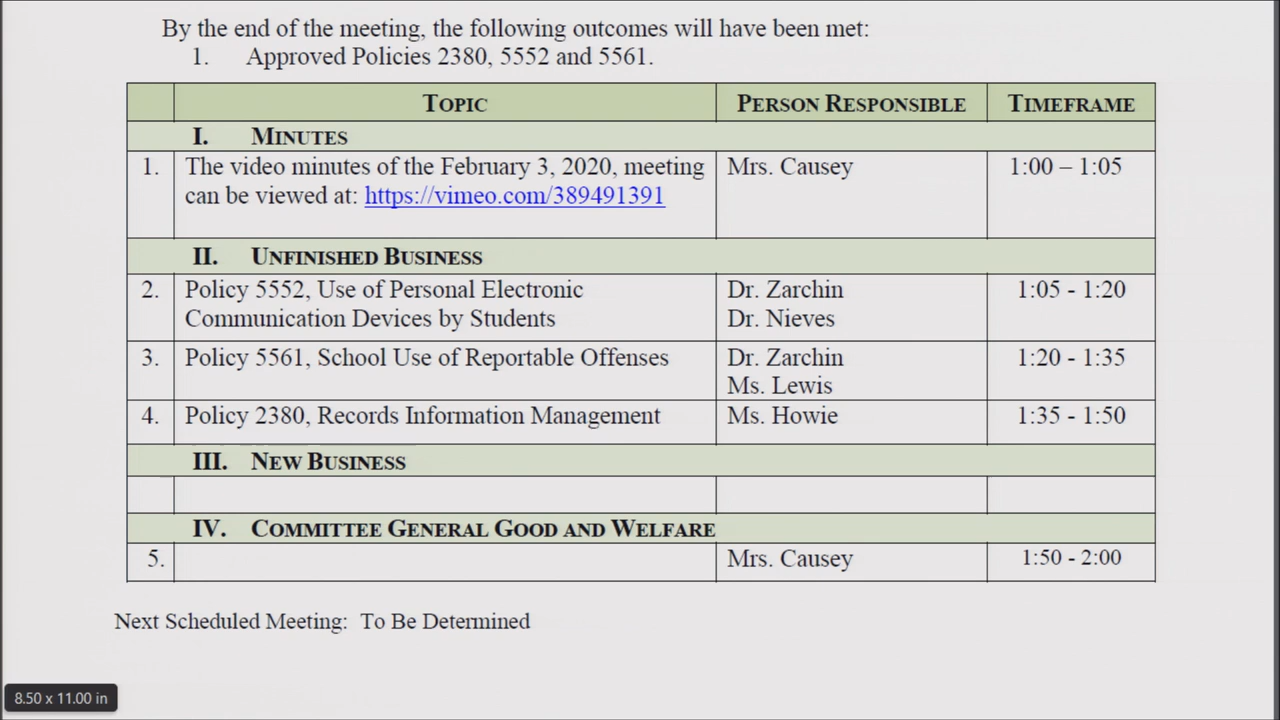 By the end of the meeting, the following outcomes will have been met:
1. Approved Policies 2380, 5552 and 5561.
TOPIC PERSON RESPONSIBLE TIMEFRAME
I. MINUTES
1. The video minutes of the February 3, 2020, meeting Mrs. Causey 1:00 – 1:05
can be viewed at: https://vimeo.com/389491391
II. UNFINISHED BUSINESS
2. Policy 5552, Use of Personal Electronic Dr. Zarchin 1:05 - 1:20
Communication Devices by Students Dr. Nieves
3. Policy 5561, School Use of Reportable Offenses Dr. Zarchin 1:20 - 1:35
Ms. Lewis
4. Policy 2380, Records Information Management Ms. Howie 1:35 - 1:50
III. NEW BUSINESS
IV. COMMITTEE GENERAL GOOD AND WELFARE
5. Mrs. Causey 1:50 - 2:00
Next Scheduled Meeting: To Be Determined
8.50 x 11.00 in